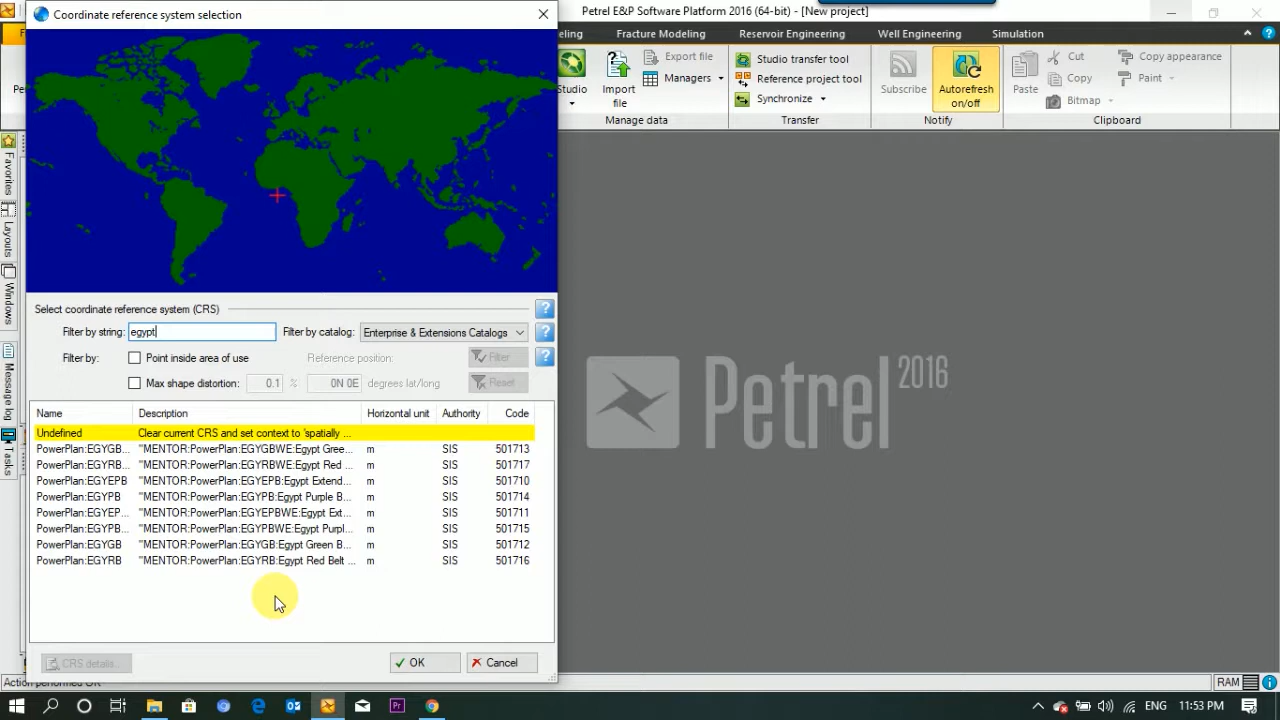 Coordinate reference system selection
Petrel E&P Software Platform 2016 (64-bit) - [New project]
Fracture Modeling
Reservoir Engineering
Well Engineering
Simulation
Studio
Import file
Export file
Managers
Manage data
Studio transfer tool
Reference project tool
Synchronize
Transfer
Subscribe
Autorefresh on/off
Notify
Paste
Cut
Copy
Bitmap
Copy appearance
Paint
Clipboard
Favorites
Layouts
Windows
Message log
Tasks
Select coordinate reference system (CRS)
Filter by string: egypt Filter by catalog: Enterprise & Extensions Catalogs
Filter by: Point inside area of use Reference position: Filter
Max shape distortion: 0.1 % 0N 0E degrees lat/long Reset
Name Description Horizontal unit Authority Code
Undefined Clear current CRS and set context to 'spatially ...
PowerPlan:EGYGB... "MENTOR:PowerPlan:EGYGBWE:Egypt Gree... m SIS 501713
PowerPlan:EGYRB... "MENTOR:PowerPlan:EGYRBWE:Egypt Red ... m SIS 501717
PowerPlan:EGYEPB "MENTOR:PowerPlan:EGYEPB:Egypt Extend... m SIS 501710
PowerPlan:EGYPB "MENTOR:PowerPlan:EGYPB:Egypt Purple B... m SIS 501714
PowerPlan:EGYEP... "MENTOR:PowerPlan:EGYEPBWE:Egypt Ext... m SIS 501711
PowerPlan:EGYPB... "MENTOR:PowerPlan:EGYPBWE:Egypt Purpl... m SIS 501715
PowerPlan:EGYGB "MENTOR:PowerPlan:EGYGB:Egypt Green B... m SIS 501712
PowerPlan:EGYRB "MENTOR:PowerPlan:EGYRB:Egypt Red Belt ... m SIS 501716
Petrel 2016
CRS details...
OK
Cancel
RAM
ENG
11:53 PM